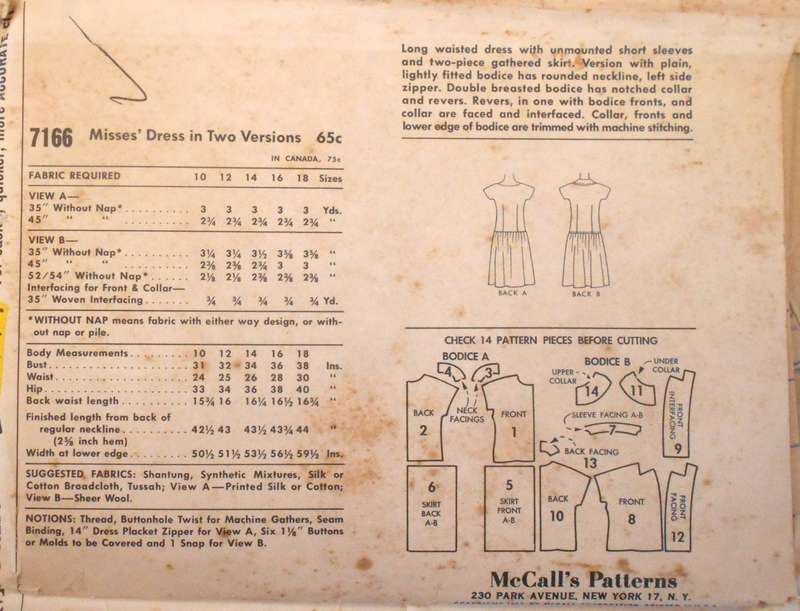 7166 Misses' Dress in Two Versions 65c
IN CANADA, 75c
FABRIC REQUIRED 10 12 14 16 18 Sizes
VIEW A—
35" Without Nap*.......... 3 3 3 3 3 Yds.
45" " " .......... 2¾ 2¾ 2¾ 2¾ 2¾ "
VIEW B—
35" Without Nap*.......... 3¼ 3¼ 3½ 3⅝ 3⅝ "
45" " " .......... 2⅜ 2⅜ 2¾ 3 3 "
52/54" Without Nap*....... 2⅛ 2⅛ 2⅜ 2⅜ 2⅜ "
Interfacing for Front & Collar—
35" Woven Interfacing........ ¾ ¾ ¾ ¾ ¾ Yd.
*WITHOUT NAP means fabric with either way design, or with-
out nap or pile.
Body Measurements.......... 10 12 14 16 18
Bust...................... 31 32 34 36 38 Ins.
Waist..................... 24 25 26 28 30 "
Hip....................... 33 34 36 38 40 "
Back waist length......... 15¾ 16 16¼ 16½ 16¾ "
Finished length from back of
regular neckline.......... 42½ 43 43½ 43¾ 44 "
(2⅝ inch hem)
Width at lower edge........ 50½ 51½ 53½ 56½ 59½ Ins.
SUGGESTED FABRICS: Shantung, Synthetic Mixtures, Silk or
Cotton Broadcloth, Tussah; View A—Printed Silk or Cotton;
View B—Sheer Wool.
NOTIONS: Thread, Buttonhole Twist for Machine Gathers, Seam
Binding, 14" Dress Placket Zipper for View A, Six 1⅛" Buttons
or Molds to be Covered and 1 Snap for View B.
Long waisted dress with unmounted short sleeves
and two-piece gathered skirt. Version with plain,
lightly fitted bodice has rounded neckline, left side
zipper. Double breasted bodice has notched collar
and revers. Revers, in one with bodice fronts, and
collar are faced and interfaced. Collar, fronts and
lower edge of bodice are trimmed with machine stitching.
BACK A BACK B
CHECK 14 PATTERN PIECES BEFORE CUTTING
BODICE A
4 3
BACK
2
NECK
FACINGS
FRONT
1
BODICE B
UPPER
COLLAR
14
UNDER
COLLAR
11
SLEEVE FACING A-B
7
BACK FACING
13
FRONT
INTERFACING
9
6
SKIRT
BACK
A-B
5
SKIRT
FRONT
A-B
BACK
10
FRONT
8
FRONT
FACING
12
McCall's Patterns
230 PARK AVENUE, NEW YORK 17, N. Y.